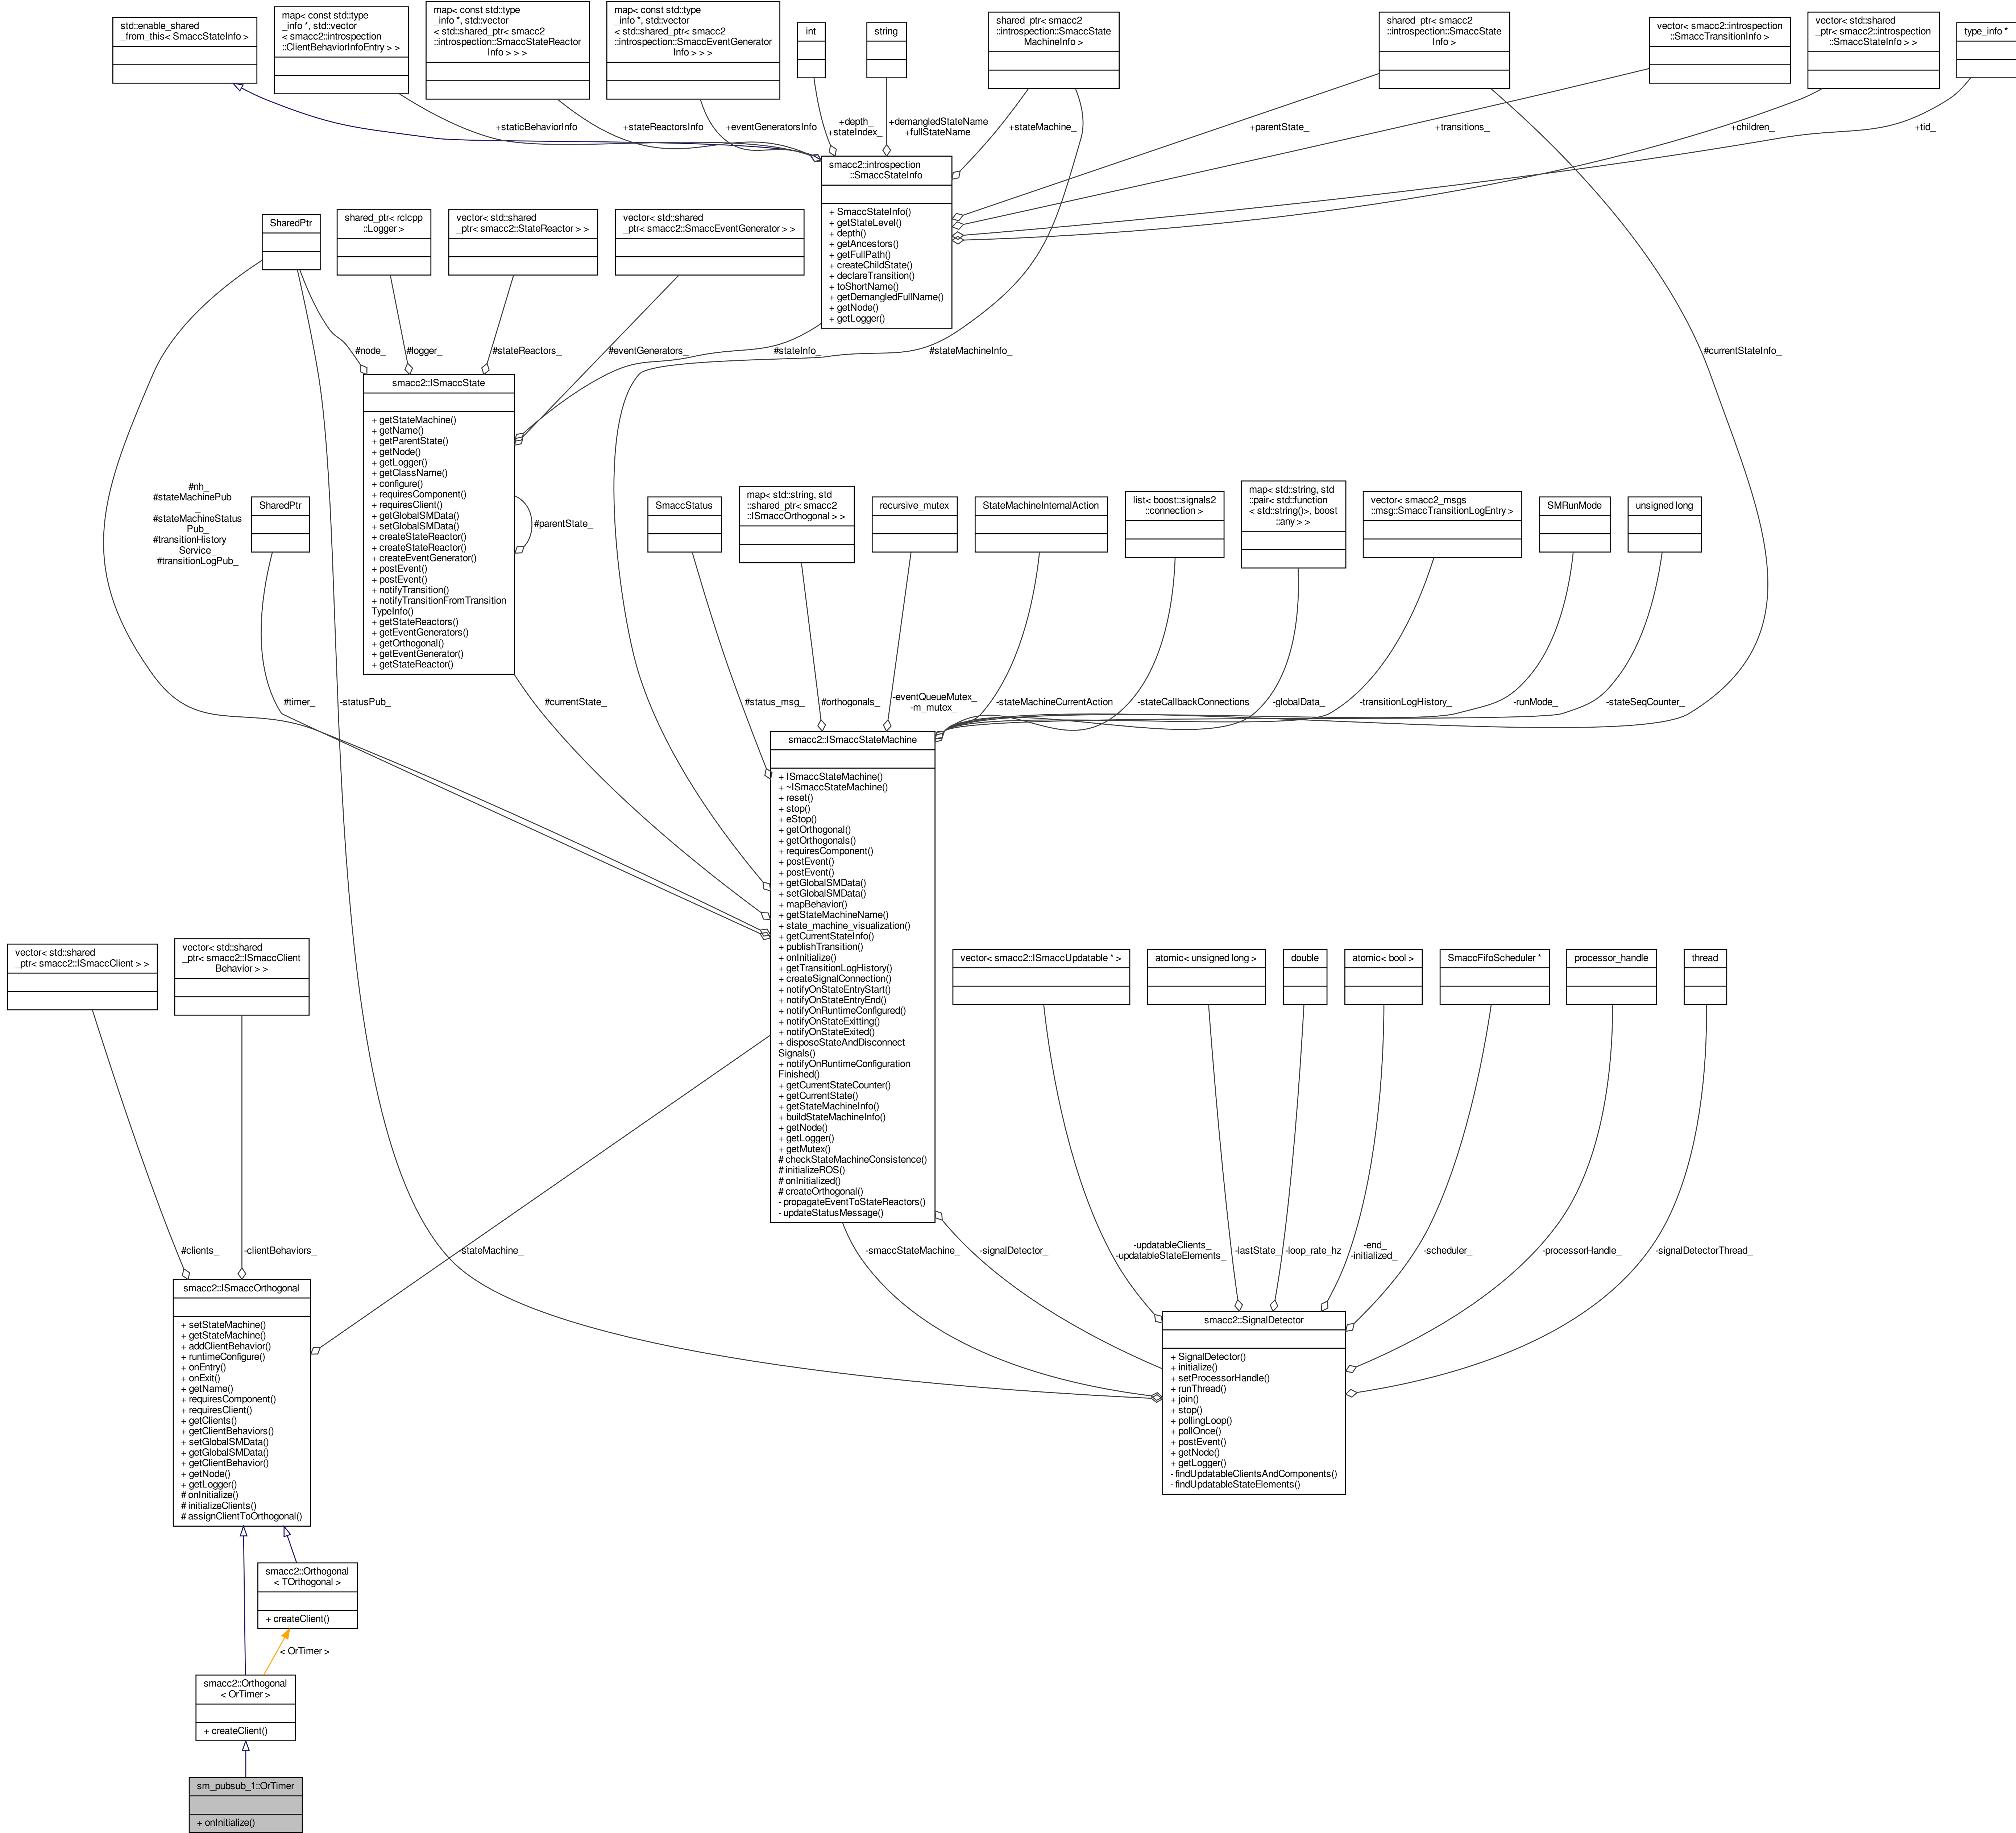 std::enable_shared
_from_this< SmaccStateInfo >
map< const std::type
_info *, std::vector
< smacc2::introspection
::ClientBehaviorInfoEntry > >
map< const std::type
_info *, std::vector
< std::shared_ptr< smacc2
::introspection::SmaccStateReactor
Info > > >
map< const std::type
_info *, std::vector
< std::shared_ptr< smacc2
::introspection::SmaccEventGenerator
Info > > >
int
string
shared_ptr< smacc2
::introspection::SmaccState
MachineInfo >
shared_ptr< smacc2
::introspection::SmaccState
Info >
vector< smacc2::introspection
::SmaccTransitionInfo >
vector< std::shared
_ptr< smacc2::introspection
::SmaccStateInfo > >
type_info *
+staticBehaviorInfo
+stateReactorsInfo
+eventGeneratorsInfo
+depth_
+stateIndex_
+demangledStateName
+fullStateName
+stateMachine_
+parentState_
+transitions_
+children_
+tid_
smacc2::introspection
::SmaccStateInfo
+ SmaccStateInfo()
+ getStateLevel()
+ depth()
+ getAncestors()
+ getFullPath()
+ createChildState()
+ declareTransition()
+ toShortName()
+ getDemangledFullName()
+ getNode()
+ getLogger()
SharedPtr
shared_ptr< rclcpp
::Logger >
vector< std::shared
_ptr< smacc2::StateReactor > >
vector< std::shared
_ptr< smacc2::SmaccEventGenerator > >
#node_
#logger_
#stateReactors_
#eventGenerators_
#stateInfo_
#stateMachineInfo_
#currentStateInfo_
smacc2::ISmaccState
+ getStateMachine()
+ getName()
+ getParentState()
+ getNode()
+ getLogger()
+ getClassName()
+ configure()
+ requiresComponent()
+ requiresClient()
+ getGlobalSMData()
+ setGlobalSMData()
+ createStateReactor()
+ createStateReactor()
+ createEventGenerator()
+ postEvent()
+ postEvent()
+ notifyTransition()
+ notifyTransitionFromTransition
TypeInfo()
+ getStateReactors()
+ getEventGenerators()
+ getOrthogonal()
+ getEventGenerator()
+ getStateReactor()
#parentState_
#nh_
#stateMachinePub
_
#stateMachineStatus
Pub_
#transitionHistory
Service_
#transitionLogPub_
SharedPtr
SmaccStatus
map< std::string, std
::shared_ptr< smacc2
::ISmaccOrthogonal > >
recursive_mutex
StateMachineInternalAction
list< boost::signals2
::connection >
map< std::string, std
::pair< std::function
< std::string()>, boost
::any > >
vector< smacc2_msgs
::msg::SmaccTransitionLogEntry >
SMRunMode
unsigned long
#timer_
-statusPub_
#currentState_
#status_msg_
#orthogonals_
-eventQueueMutex_
-m_mutex_
-stateMachineCurrentAction
-stateCallbackConnections
-globalData_
-transitionLogHistory_
-runMode_
-stateSeqCounter_
smacc2::ISmaccStateMachine
+ ISmaccStateMachine()
+ ~ISmaccStateMachine()
+ reset()
+ stop()
+ eStop()
+ getOrthogonal()
+ getOrthogonals()
+ requiresComponent()
+ postEvent()
+ postEvent()
+ getGlobalSMData()
+ setGlobalSMData()
+ mapBehavior()
+ getStateMachineName()
+ state_machine_visualization()
+ getCurrentStateInfo()
+ publishTransition()
+ onInitialize()
+ getTransitionLogHistory()
+ createSignalConnection()
+ notifyOnStateEntryStart()
+ notifyOnStateEntryEnd()
+ notifyOnRuntimeConfigured()
+ notifyOnStateExitting()
+ notifyOnStateExited()
+ disposeStateAndDisconnect
Signals()
+ notifyOnRuntimeConfiguration
Finished()
+ getCurrentStateCounter()
+ getCurrentState()
+ getStateMachineInfo()
+ buildStateMachineInfo()
+ getNode()
+ getLogger()
+ getMutex()
# checkStateMachineConsistence()
# initializeROS()
# onInitialized()
# createOrthogonal()
- propagateEventToStateReactors()
- updateStatusMessage()
vector< std::shared
_ptr< smacc2::ISmaccClient > >
vector< std::shared
_ptr< smacc2::ISmaccClient
Behavior > >
vector< smacc2::ISmaccUpdatable * >
atomic< unsigned long >
double
atomic< bool >
SmaccFifoScheduler *
processor_handle
thread
#clients_
-clientBehaviors_
-stateMachine_
-smaccStateMachine_
-signalDetector_
-updatableClients_
-updatableStateElements_
-lastState_
-loop_rate_hz
-end_
-initialized_
-scheduler_
-processorHandle_
-signalDetectorThread_
smacc2::ISmaccOrthogonal
+ setStateMachine()
+ getStateMachine()
+ addClientBehavior()
+ runtimeConfigure()
+ onEntry()
+ onExit()
+ getName()
+ requiresComponent()
+ requiresClient()
+ getClients()
+ getClientBehaviors()
+ setGlobalSMData()
+ getGlobalSMData()
+ getClientBehavior()
+ getNode()
+ getLogger()
# onInitialize()
# initializeClients()
# assignClientToOrthogonal()
smacc2::SignalDetector
+ SignalDetector()
+ initialize()
+ setProcessorHandle()
+ runThread()
+ join()
+ stop()
+ pollingLoop()
+ pollOnce()
+ postEvent()
+ getNode()
+ getLogger()
- findUpdatableClientsAndComponents()
- findUpdatableStateElements()
smacc2::Orthogonal
< TOrthogonal >
+ createClient()
< OrTimer >
smacc2::Orthogonal
< OrTimer >
+ createClient()
sm_pubsub_1::OrTimer
+ onInitialize()